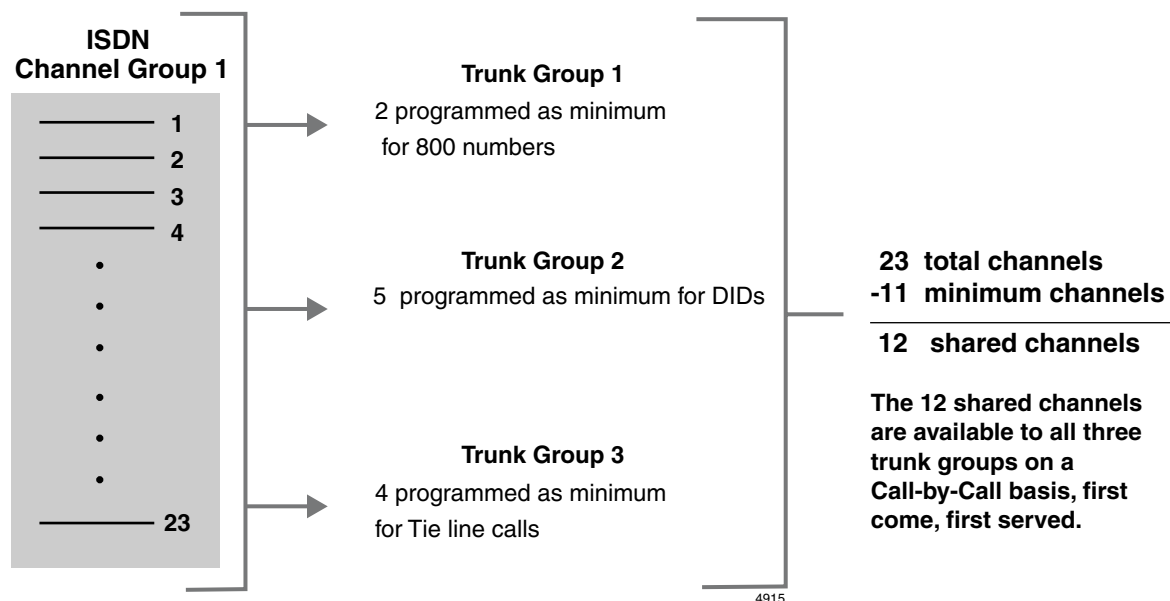 ISDN
Channel Group 1
1
2
3
4
23
Trunk Group 1
2 programmed as minimum
for 800 numbers
Trunk Group 2
5 programmed as minimum for DIDs
Trunk Group 3
4 programmed as minimum
for Tie line calls
23 total channels
-11 minimum channels
12 shared channels
The 12 shared channels
are available to all three
trunk groups on a
Call-by-Call basis, first
come, first served.
4915